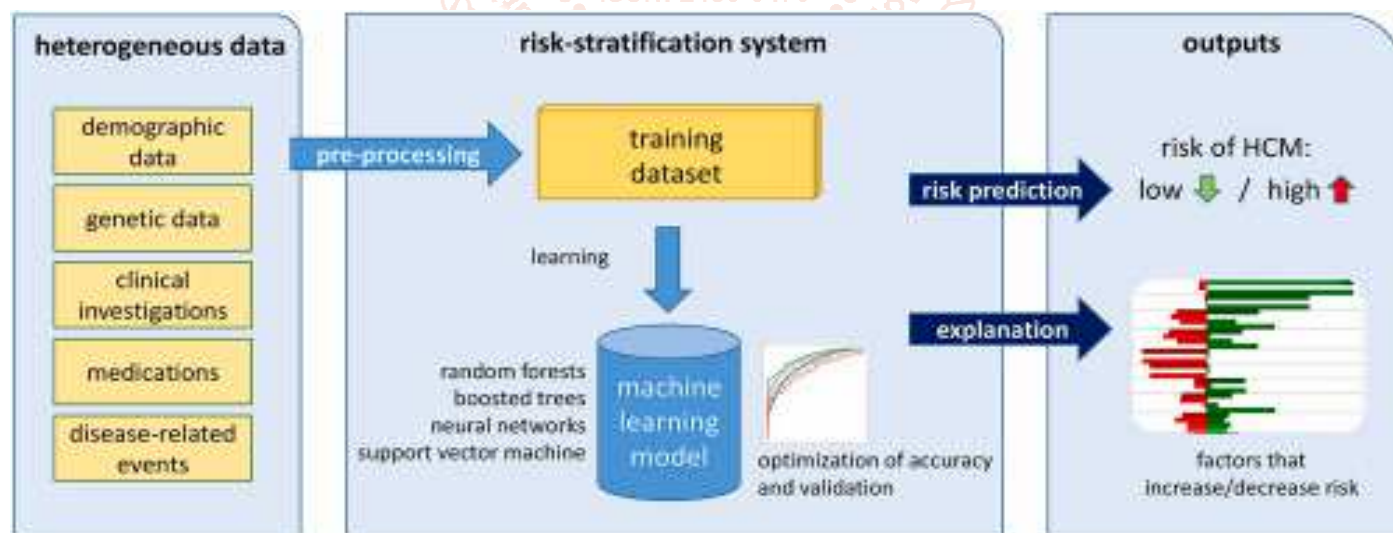 heterogeneous data
demographic
data
genetic data
clinical
investigations
medications
disease-related
events
pre-processing
risk-stratification system
training
dataset
learning
random forests
boosted trees
neural networks
support vector machine
machine
learning
model
optimization of accuracy
and validation
risk prediction
explanation
outputs
risk of HCM:
low / high
factors that
increase/decrease risk